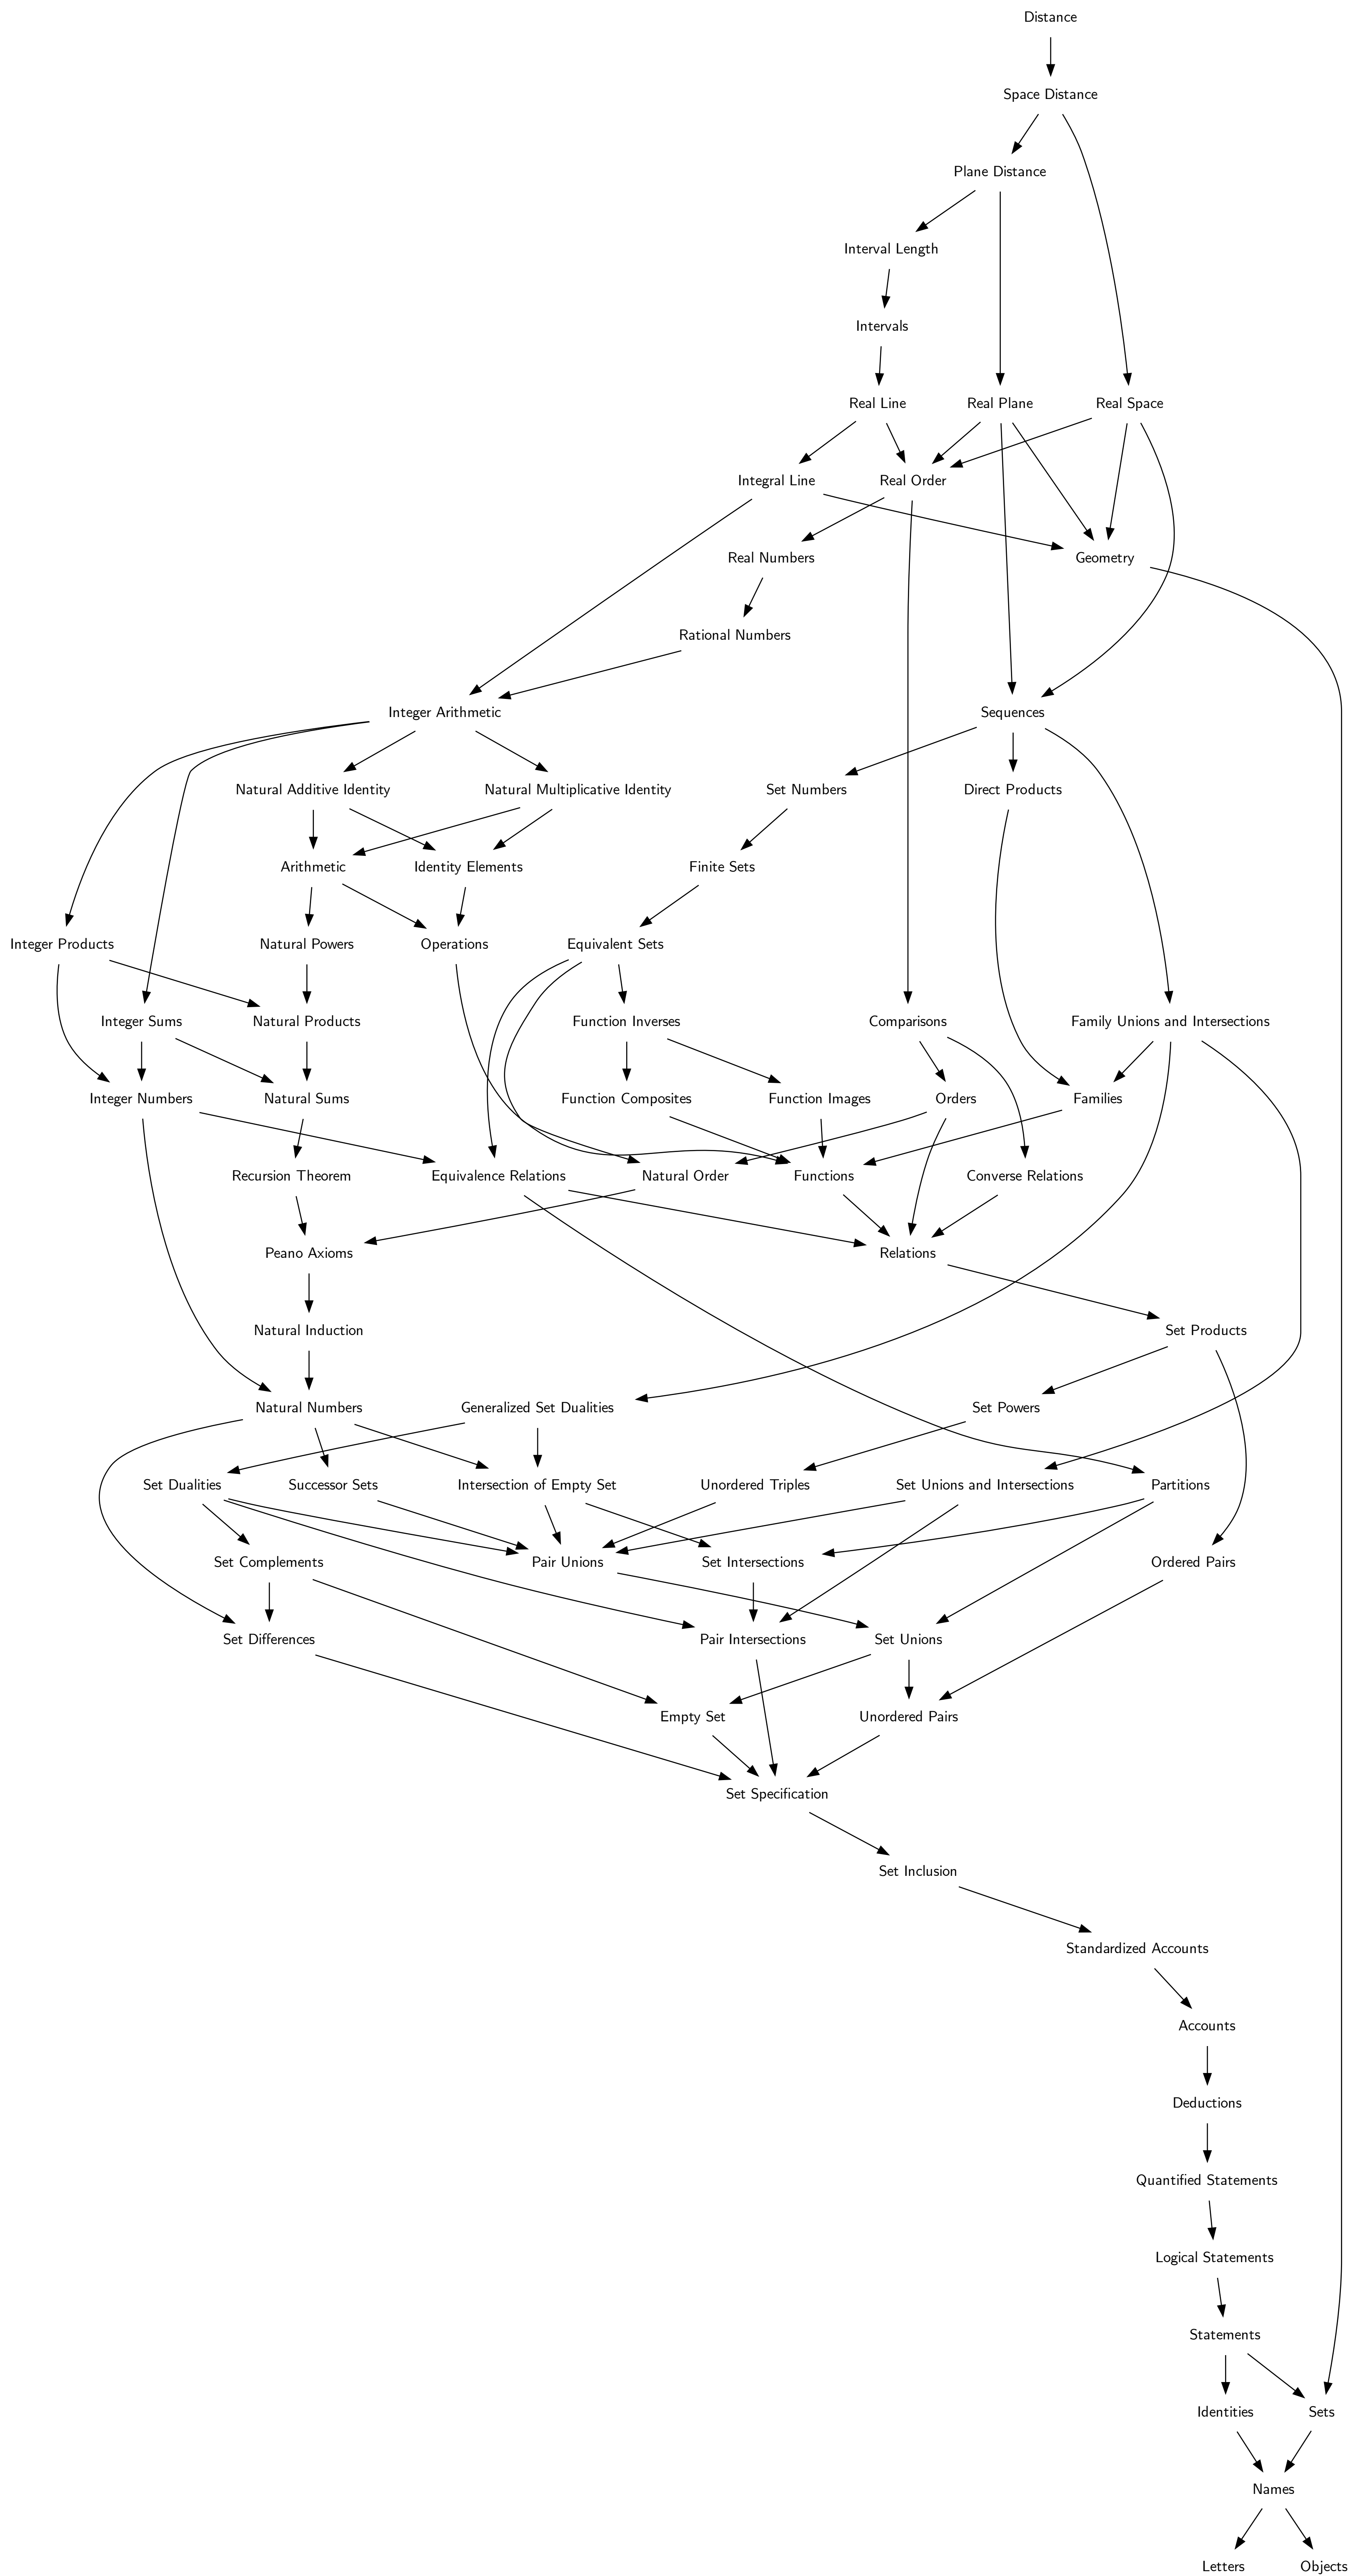 Distance
Space Distance
Plane Distance
Interval Length
Intervals
Real Line
Real Plane
Real Space
Integral Line
Real Order
Real Numbers
Geometry
Rational Numbers
Integer Arithmetic
Sequences
Natural Additive Identity
Natural Multiplicative Identity
Set Numbers
Direct Products
Arithmetic
Identity Elements
Finite Sets
Integer Products
Natural Powers
Operations
Equivalent Sets
Integer Sums
Natural Products
Function Inverses
Comparisons
Family Unions and Intersections
Integer Numbers
Natural Sums
Function Composites
Function Images
Orders
Families
Recursion Theorem
Equivalence Relations
Natural Order
Functions
Converse Relations
Peano Axioms
Relations
Natural Induction
Set Products
Natural Numbers
Generalized Set Dualities
Set Powers
Set Dualities
Successor Sets
Intersection of Empty Set
Unordered Triples
Set Unions and Intersections
Partitions
Set Complements
Pair Unions
Set Intersections
Ordered Pairs
Set Differences
Pair Intersections
Set Unions
Empty Set
Unordered Pairs
Set Specification
Set Inclusion
Standardized Accounts
Accounts
Deductions
Quantified Statements
Logical Statements
Statements
Identities
Sets
Names
Letters
Objects